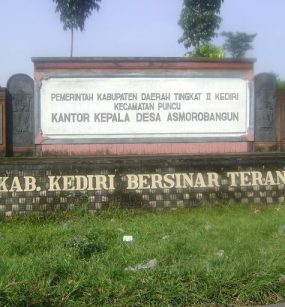 PEMERINTAH KABUPATEN DAERAH TINGKAT II KEDIRI
KECAMATAN PUNCU
KANTOR KEPALA DESA ASMOROBANGUN
KAB. KEDIRI BERSINAR TERAN